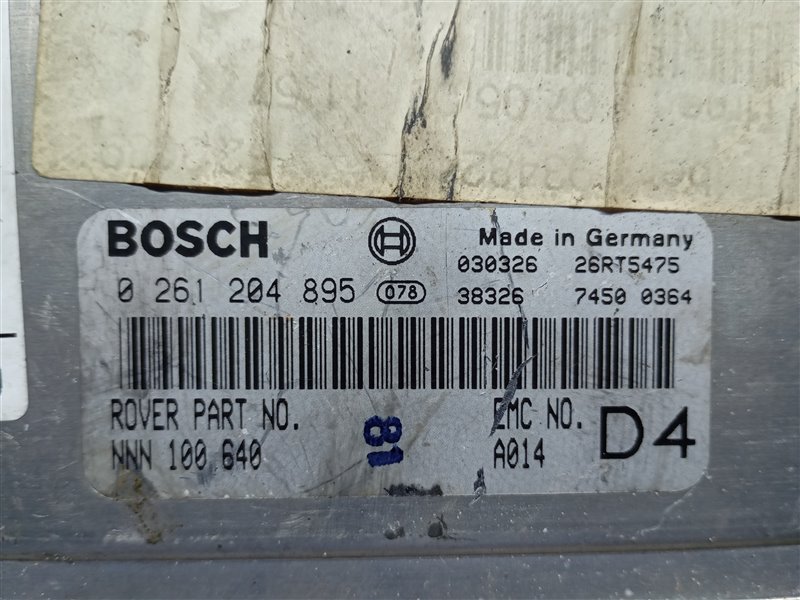 BOSCH
Made in Germany
030326 26RT5475
0 261 204 895 078
38326 7450 0364
ROVER PART NO.
NNN 100 640
81
EMC NO.
A014
D4